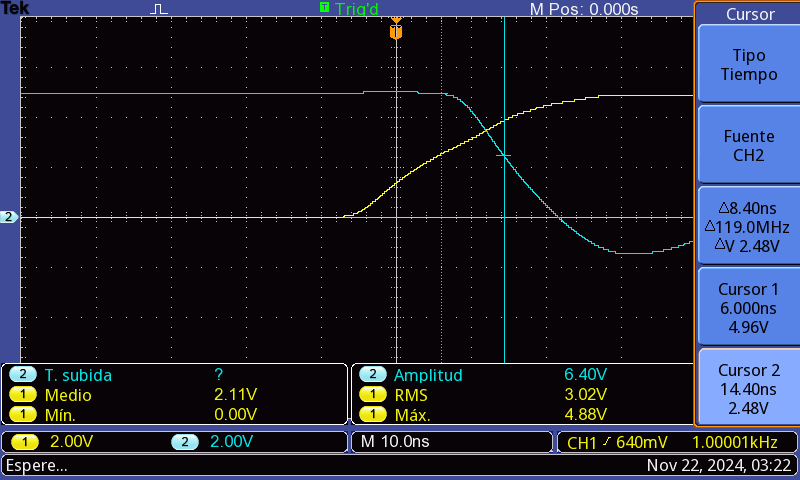 Tek T Trig'd M Pos: 0.000s Cursor
T
Tipo
Tiempo
Fuente
CH2
2
Δ8.40ns
Δ119.0MHz
ΔV 2.48V
Cursor 1
6.000ns
4.96V
Cursor 2
14.40ns
2.48V
2 T. subida ?
1 Medio 2.11V
1 Mín. 0.00V
2 Amplitud 6.40V
1 RMS 3.02V
1 Máx. 4.88V
1 2.00V 2 2.00V M 10.0ns CH1 640mV 1.00001kHz
Espere... Nov 22, 2024, 03:22